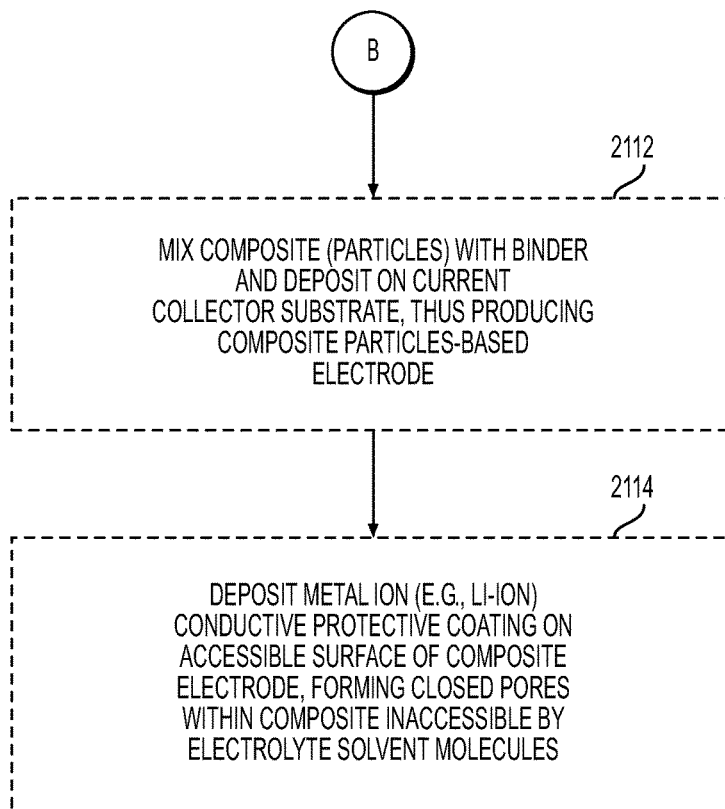 B
2112
MIX COMPOSITE (PARTICLES) WITH BINDER
AND DEPOSIT ON CURRENT
COLLECTOR SUBSTRATE, THUS PRODUCING
COMPOSITE PARTICLES-BASED
ELECTRODE
2114
DEPOSIT METAL ION (E.G., LI-ION)
CONDUCTIVE PROTECTIVE COATING ON
ACCESSIBLE SURFACE OF COMPOSITE
ELECTRODE, FORMING CLOSED PORES
WITHIN COMPOSITE INACCESSIBLE BY
ELECTROLYTE SOLVENT MOLECULES